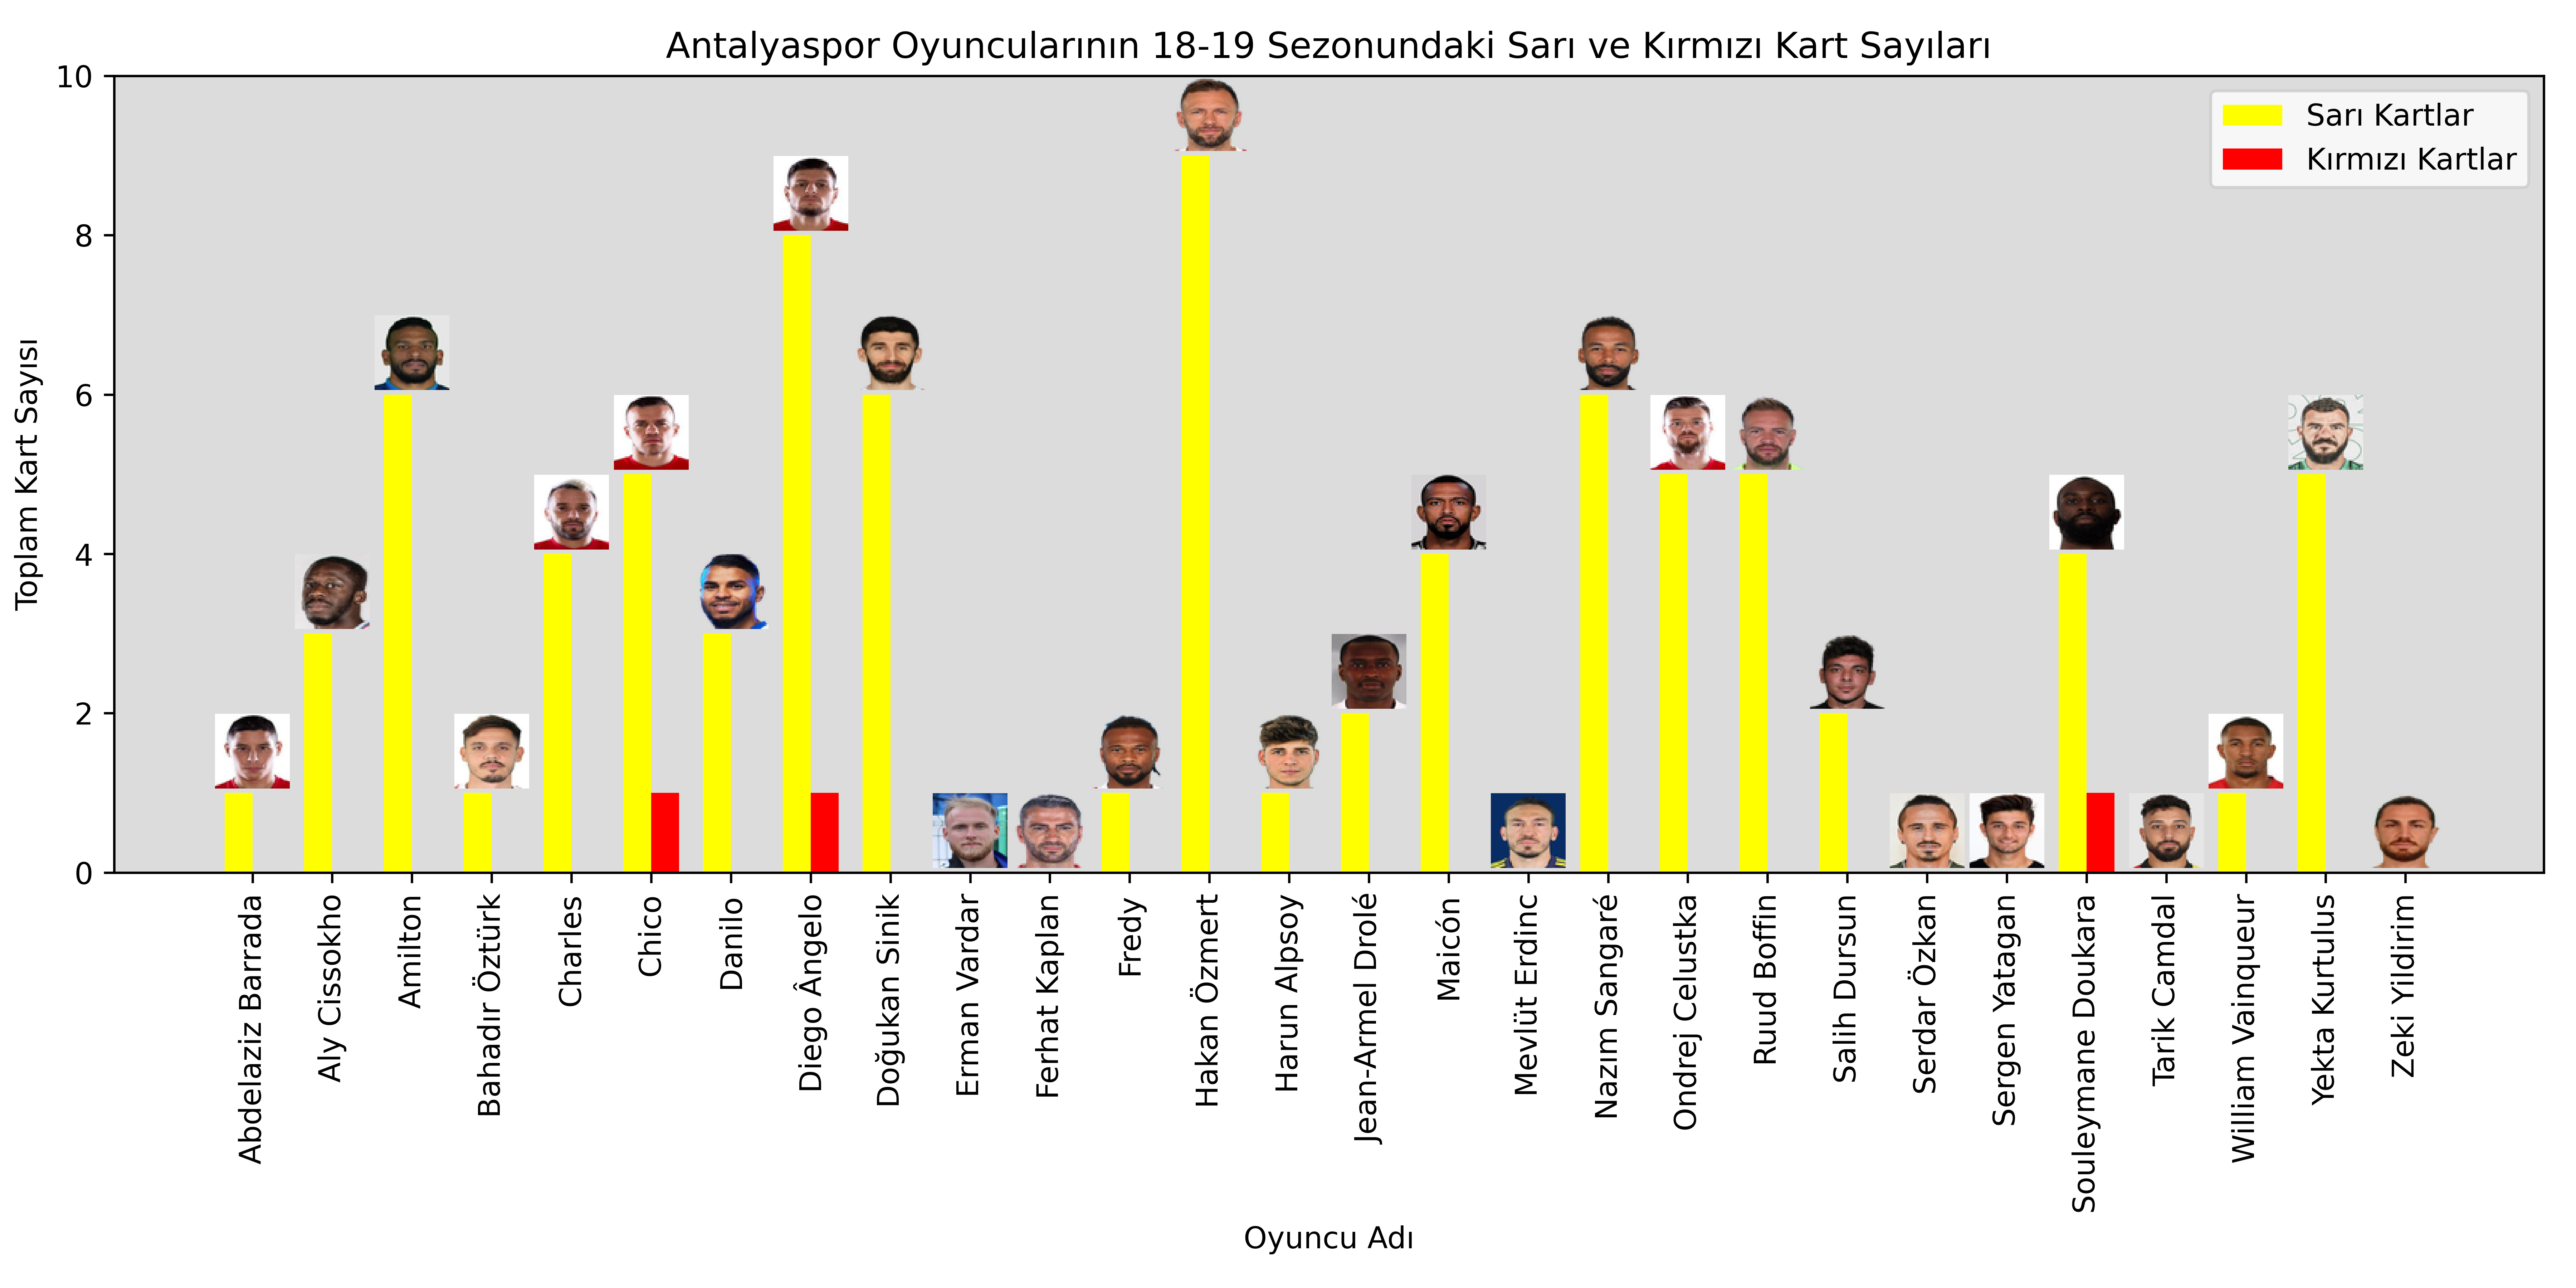 Antalyaspor Oyuncularının 18-19 Sezonundaki Sarı ve Kırmızı Kart Sayıları
Toplam Kart Sayısı
10
8
6
4
2
0
Sarı Kartlar
Kırmızı Kartlar
Abdelaziz Barrada
Aly Cissokho
Amilton
Bahadır Öztürk
Charles
Chico
Danilo
Diego Ângelo
Doğukan Sinik
Erman Vardar
Ferhat Kaplan
Fredy
Hakan Özmert
Harun Alpsoy
Jean-Armel Drolé
Maicón
Mevlüt Erdinc
Nazım Sangaré
Ondrej Celustka
Ruud Boffin
Salih Dursun
Serdar Özkan
Sergen Yatagan
Souleymane Doukara
Tarik Camdal
William Vainqueur
Yekta Kurtulus
Zeki Yildirim
Oyuncu Adı